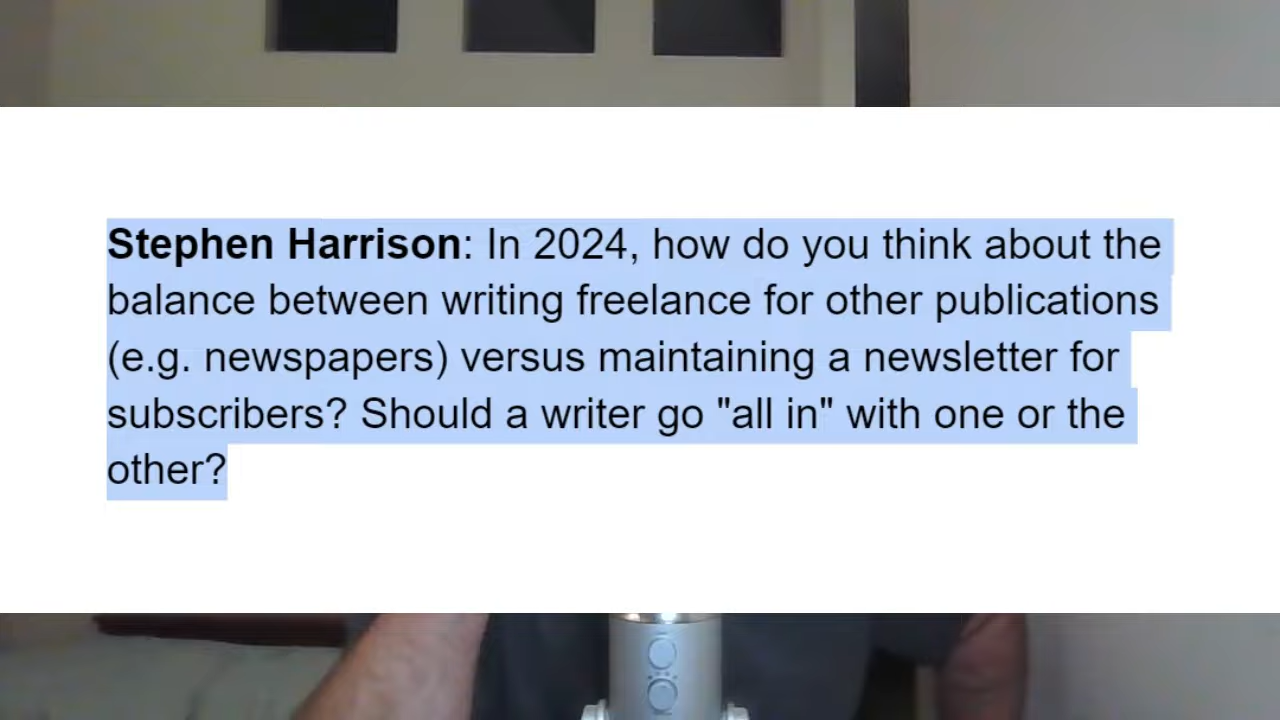 Stephen Harrison: In 2024, how do you think about the
balance between writing freelance for other publications
(e.g. newspapers) versus maintaining a newsletter for
subscribers? Should a writer go "all in" with one or the
other?